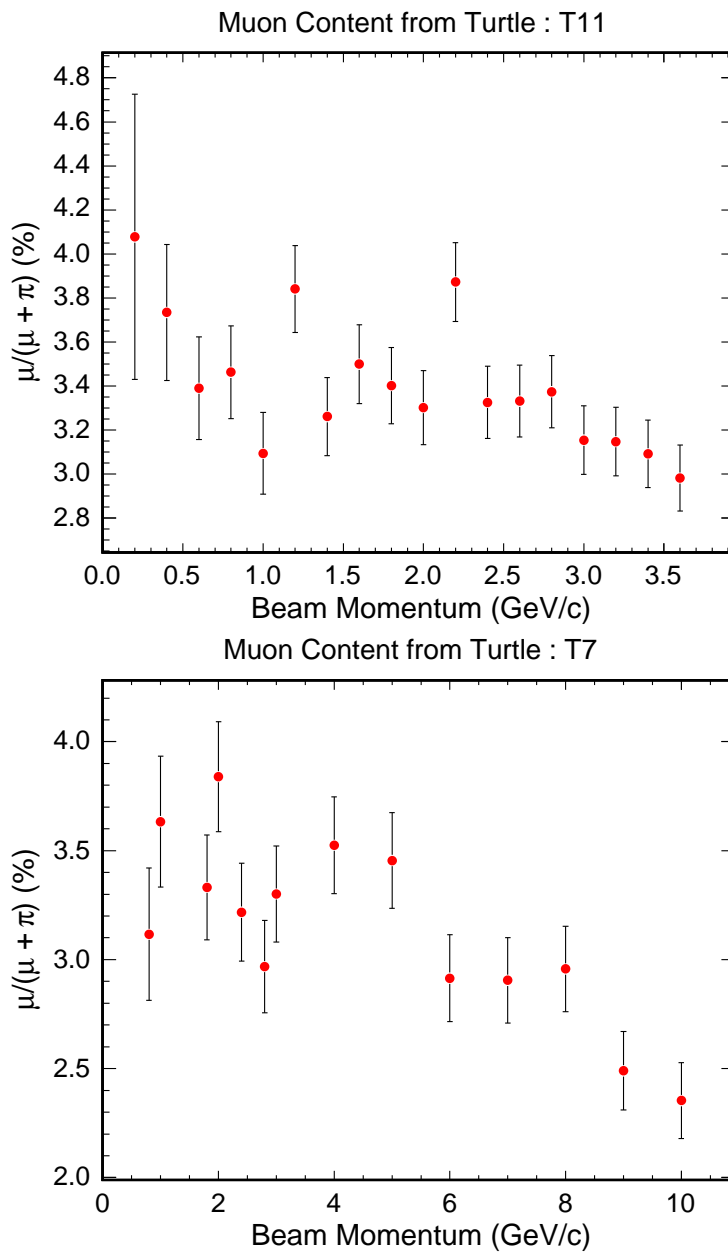 Muon Content from Turtle : T11
4.8
4.6
4.4
4.2
4.0
3.8
3.6
3.4
3.2
3.0
2.8
μ/(μ + π) (%)
0.0 0.5 1.0 1.5 2.0 2.5 3.0 3.5
Beam Momentum (GeV/c)
Muon Content from Turtle : T7
4.0
3.5
3.0
2.5
2.0
μ/(μ + π) (%)
0 2 4 6 8 10
Beam Momentum (GeV/c)